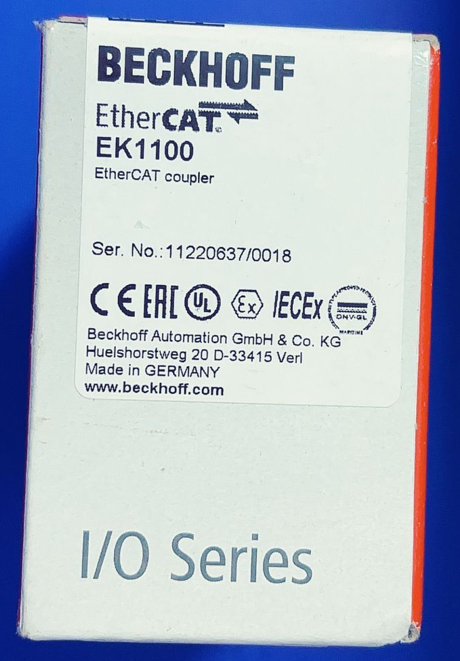 BECKHOFF
EtherCAT
EK1100
EtherCAT coupler
Ser. No.:11220637/0018
CE EAC UL Ex IECEx DNV-GL
Beckhoff Automation GmbH & Co. KG
Huelshorstweg 20 D-33415 Verl
Made in GERMANY
www.beckhoff.com
I/O Series